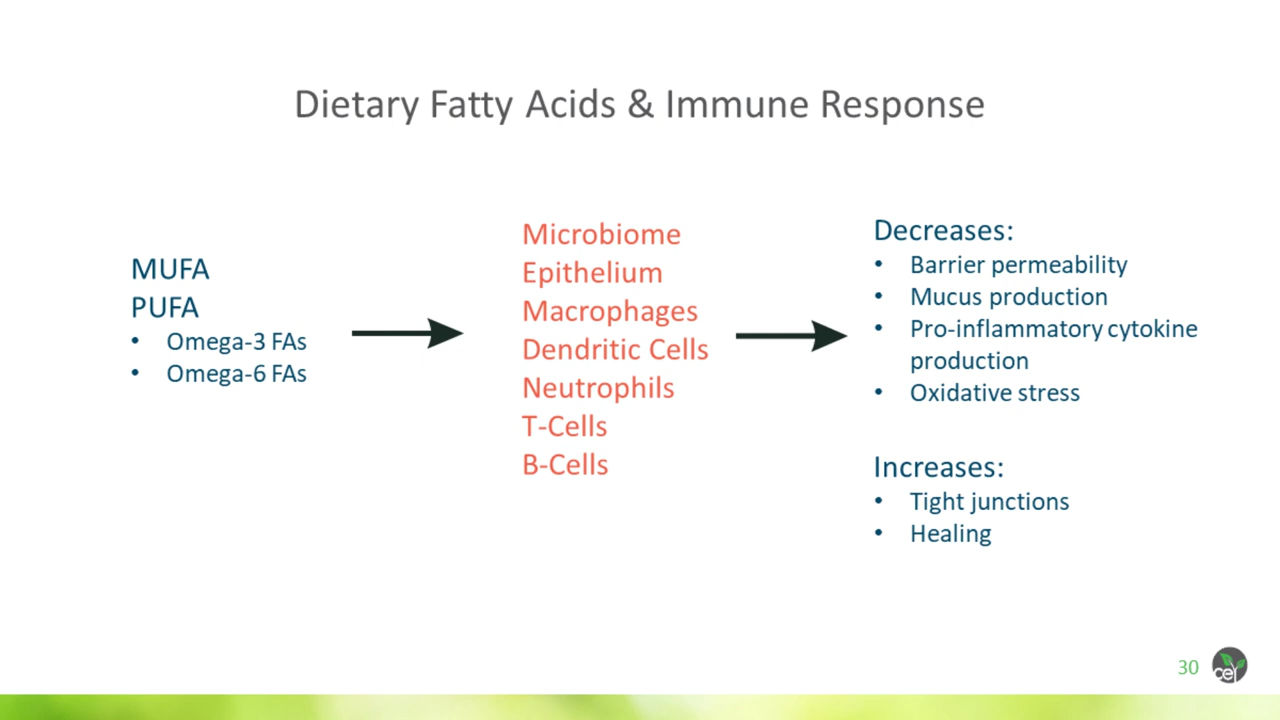 Dietary Fatty Acids & Immune Response
MUFA
PUFA
• Omega-3 FAs
• Omega-6 FAs
Microbiome
Epithelium
Macrophages
Dendritic Cells
Neutrophils
T-Cells
B-Cells
Decreases:
• Barrier permeability
• Mucus production
• Pro-inflammatory cytokine
production
• Oxidative stress
Increases:
• Tight junctions
• Healing
30
cey